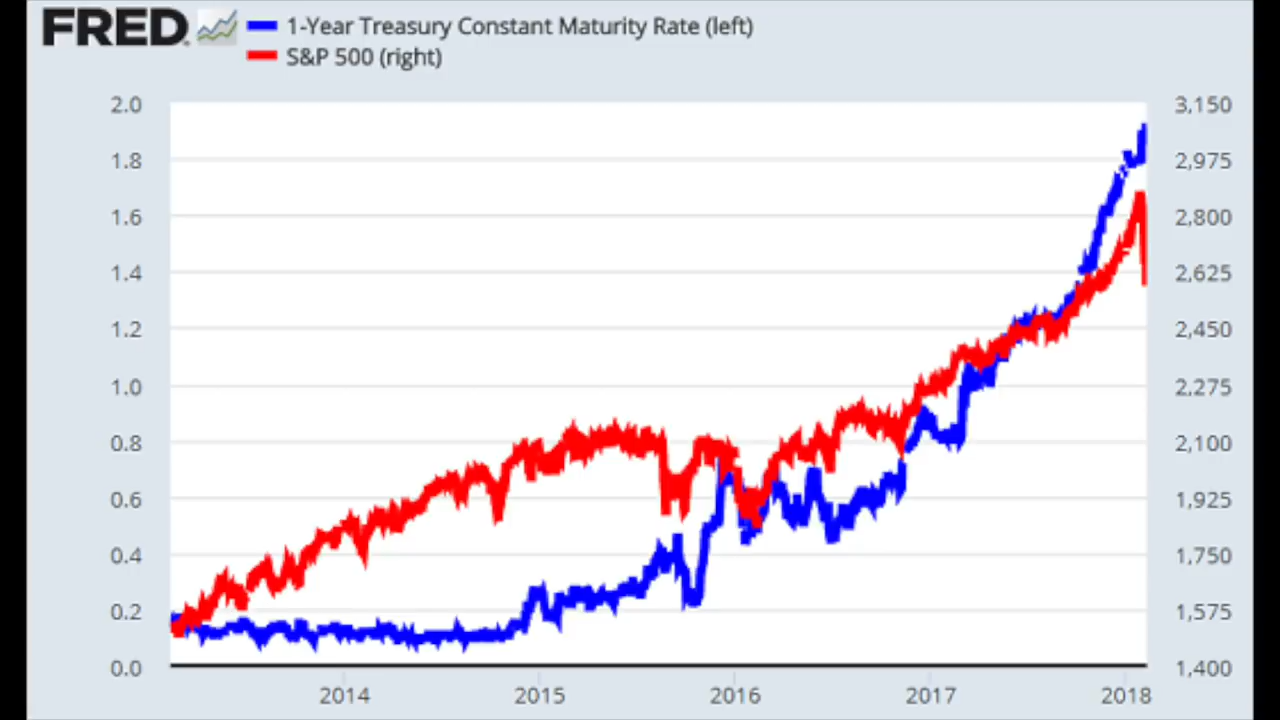 FRED
1-Year Treasury Constant Maturity Rate (left)
S&P 500 (right)
2.0 3,150
1.8 2,975
1.6 2,800
1.4 2,625
1.2 2,450
1.0 2,275
0.8 2,100
0.6 1,925
0.4 1,750
0.2 1,575
0.0 1,400
2014 2015 2016 2017 2018